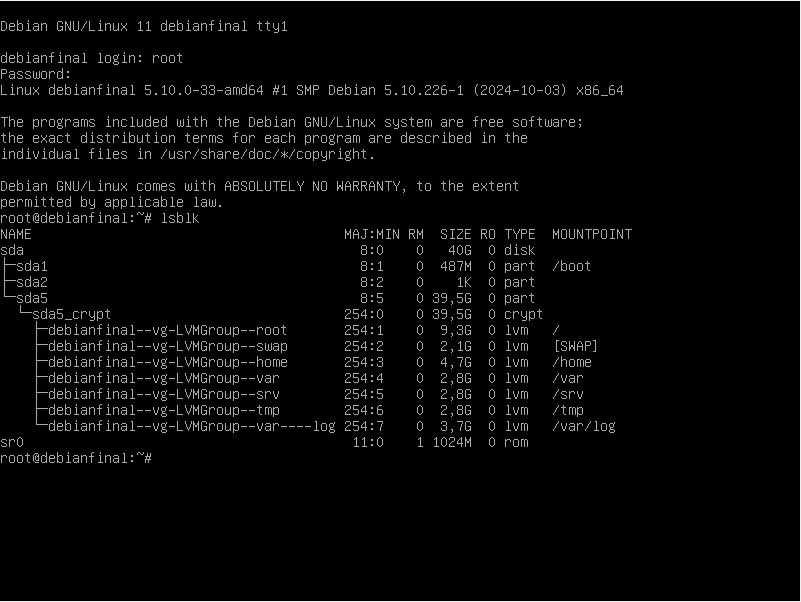 Debian GNU/Linux 11 debianfinal tty1
debianfinal login: root
Password:
Linux debianfinal 5.10.0-33-amd64 #1 SMP Debian 5.10.226-1 (2024-10-03) x86_64
The programs included with the Debian GNU/Linux system are free software;
the exact distribution terms for each program are described in the
individual files in /usr/share/doc/*/copyright.
Debian GNU/Linux comes with ABSOLUTELY NO WARRANTY, to the extent
permitted by applicable law.
root@debianfinal:~# lsblk
NAME                                       MAJ:MIN RM   SIZE RO TYPE  MOUNTPOINT
sda                                          8:0    0    40G  0 disk
├─sda1                                       8:1    0   487M  0 part  /boot
├─sda2                                       8:2    0     1K  0 part
└─sda5                                       8:5    0  39,5G  0 part
  └─sda5_crypt                             254:0    0  39,5G  0 crypt
    ├─debianfinal--vg-LVMGroup--root       254:1    0   9,3G  0 lvm   /
    ├─debianfinal--vg-LVMGroup--swap       254:2    0   2,1G  0 lvm   [SWAP]
    ├─debianfinal--vg-LVMGroup--home       254:3    0   4,7G  0 lvm   /home
    ├─debianfinal--vg-LVMGroup--var        254:4    0   2,8G  0 lvm   /var
    ├─debianfinal--vg-LVMGroup--srv        254:5    0   2,8G  0 lvm   /srv
    ├─debianfinal--vg-LVMGroup--tmp        254:6    0   2,8G  0 lvm   /tmp
    └─debianfinal--vg-LVMGroup--var----log 254:7    0   3,7G  0 lvm   /var/log
sr0                                         11:0    1  1024M  0 rom
root@debianfinal:~#